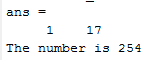 ans =
1 17
The number is 254